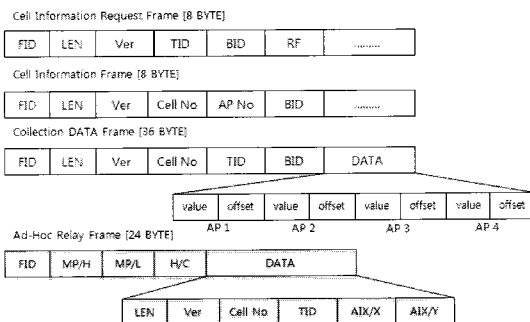 Cell Information Request Frame [8 BYTE]
FID LEN Ver TID BID RF ..........
Cell Information Frame [8 BYTE]
FID LEN Ver Cell No AP No BID ..........
Collection DATA Frame [36 BYTE]
FID LEN Ver Cell No TID BID DATA
value offset value offset value offset value offset
AP 1 AP 2 AP 3 AP 4
Ad-Hoc Relay Frame [24 BYTE]
FID MP/H MP/L H/C DATA
LEN Ver Cell No TID AIX/X AIX/Y